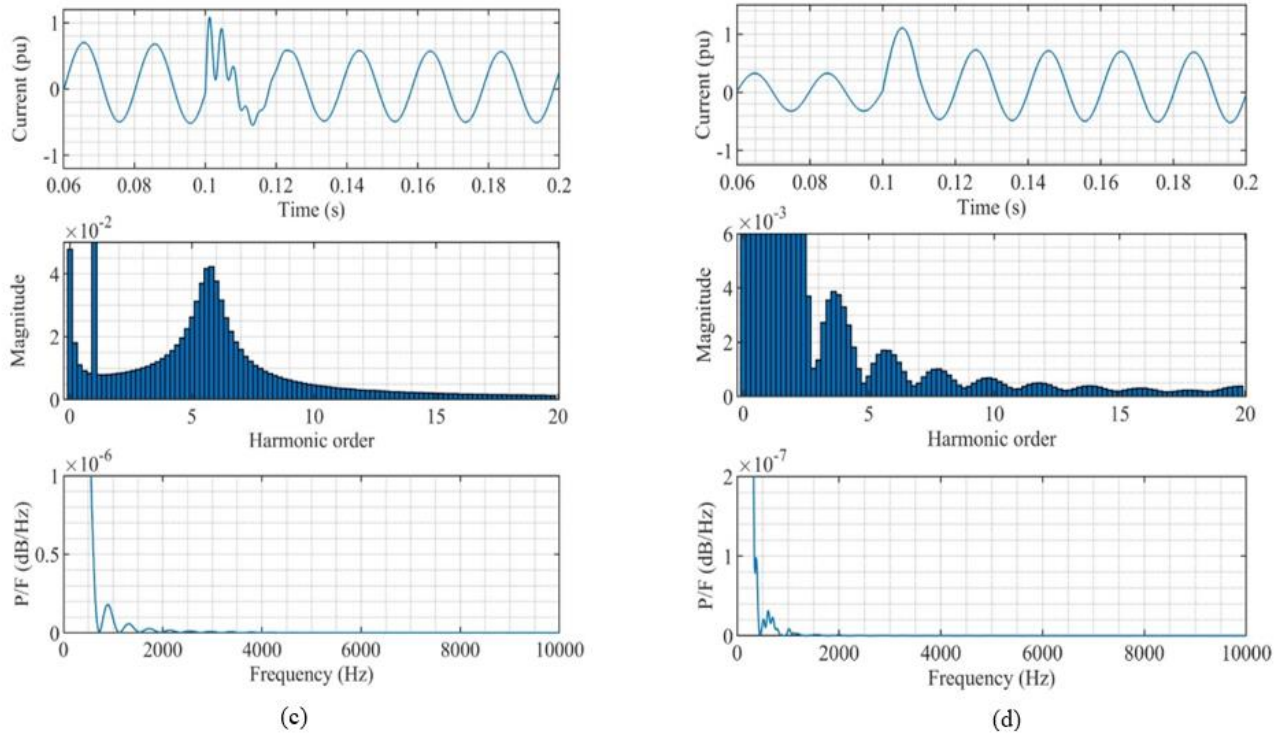 Current (pu)
1
0
-1
0.06 0.08 0.1 0.12 0.14 0.16 0.18 0.2
Time (s)
×10⁻²
Magnitude
4
2
0
0 5 10 15 20
Harmonic order
×10⁻⁶
P/F (dB/Hz)
1
0.5
0
0 2000 4000 6000 8000 10000
Frequency (Hz)
(c)
Current (pu)
1
0
-1
0.06 0.08 0.1 0.12 0.14 0.16 0.18 0.2
Time (s)
×10⁻³
Magnitude
6
4
2
0
0 5 10 15 20
Harmonic order
×10⁻⁷
P/F (dB/Hz)
2
1
0
0 2000 4000 6000 8000 10000
Frequency (Hz)
(d)